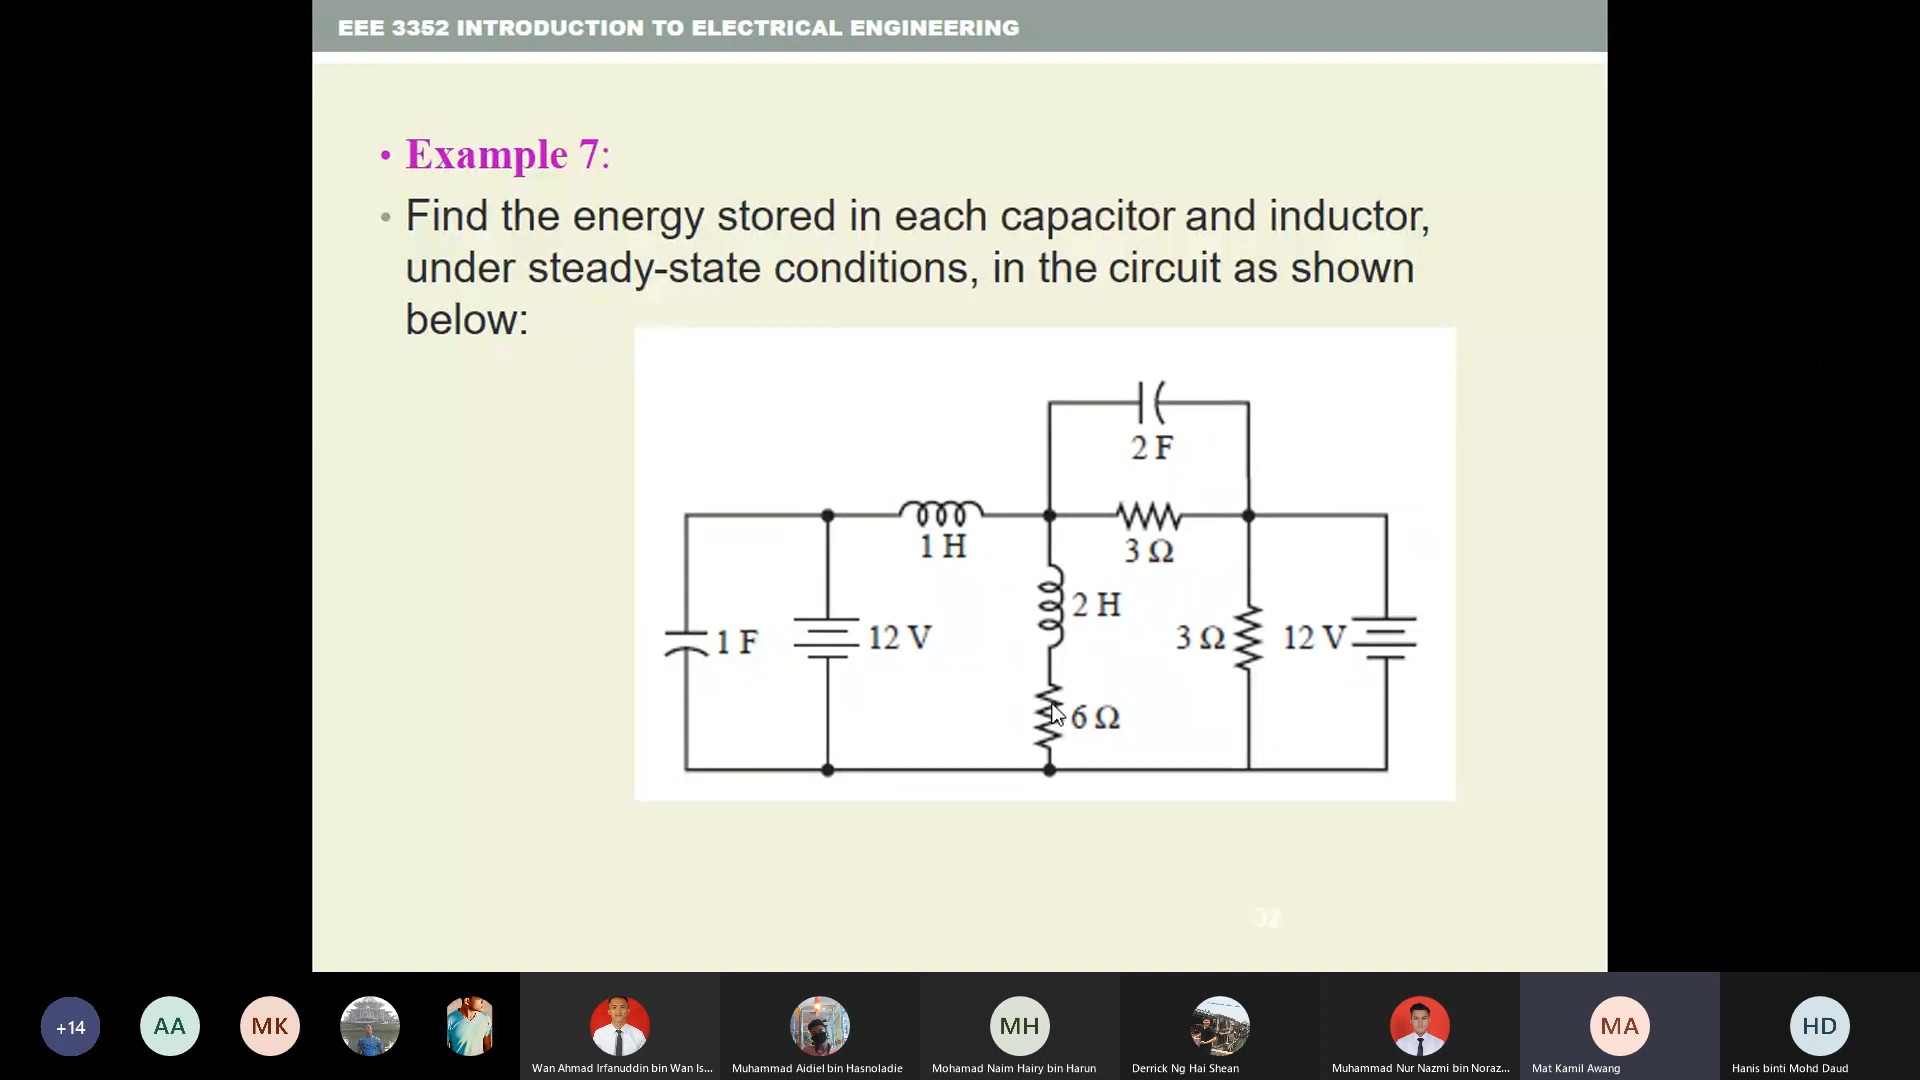 EEE 3352 INTRODUCTION TO ELECTRICAL ENGINEERING
• Example 7:
• Find the energy stored in each capacitor and inductor,
under steady-state conditions, in the circuit as shown
below:
2 F
1 H
3 Ω
2 H
1 F
12 V
3 Ω
12 V
6 Ω
32
+14
AA
MK
MH
MA
HD
Wan Ahmad Irfanuddin bin Wan Is...
Muhammad Aidiel bin Hasnoladie
Mohamad Naim Hairy bin Harun
Derrick Ng Hai Shean
Muhammad Nur Nazmi bin Noraz...
Mat Kamil Awang
Hanis binti Mohd Daud